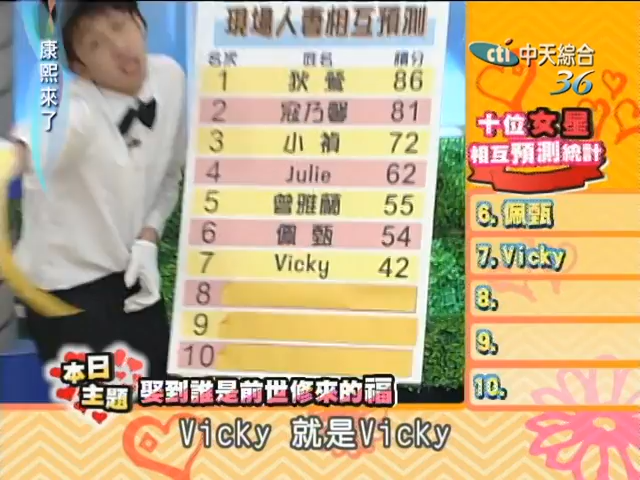 康熙來了
現場人妻相互預測
名次 姓名 積分
1 狄鶯 86
2 寇乃馨 81
3 小禎 72
4 Julie 62
5 曾雅蘭 55
6 佩甄 54
7 Vicky 42
8
9
10
cti 中天綜合
36
十位女星
相互預測統計
6. 佩甄
7. Vicky
8.
9.
10.
本日
主題
娶到誰是前世修來的福
Vicky 就是Vicky